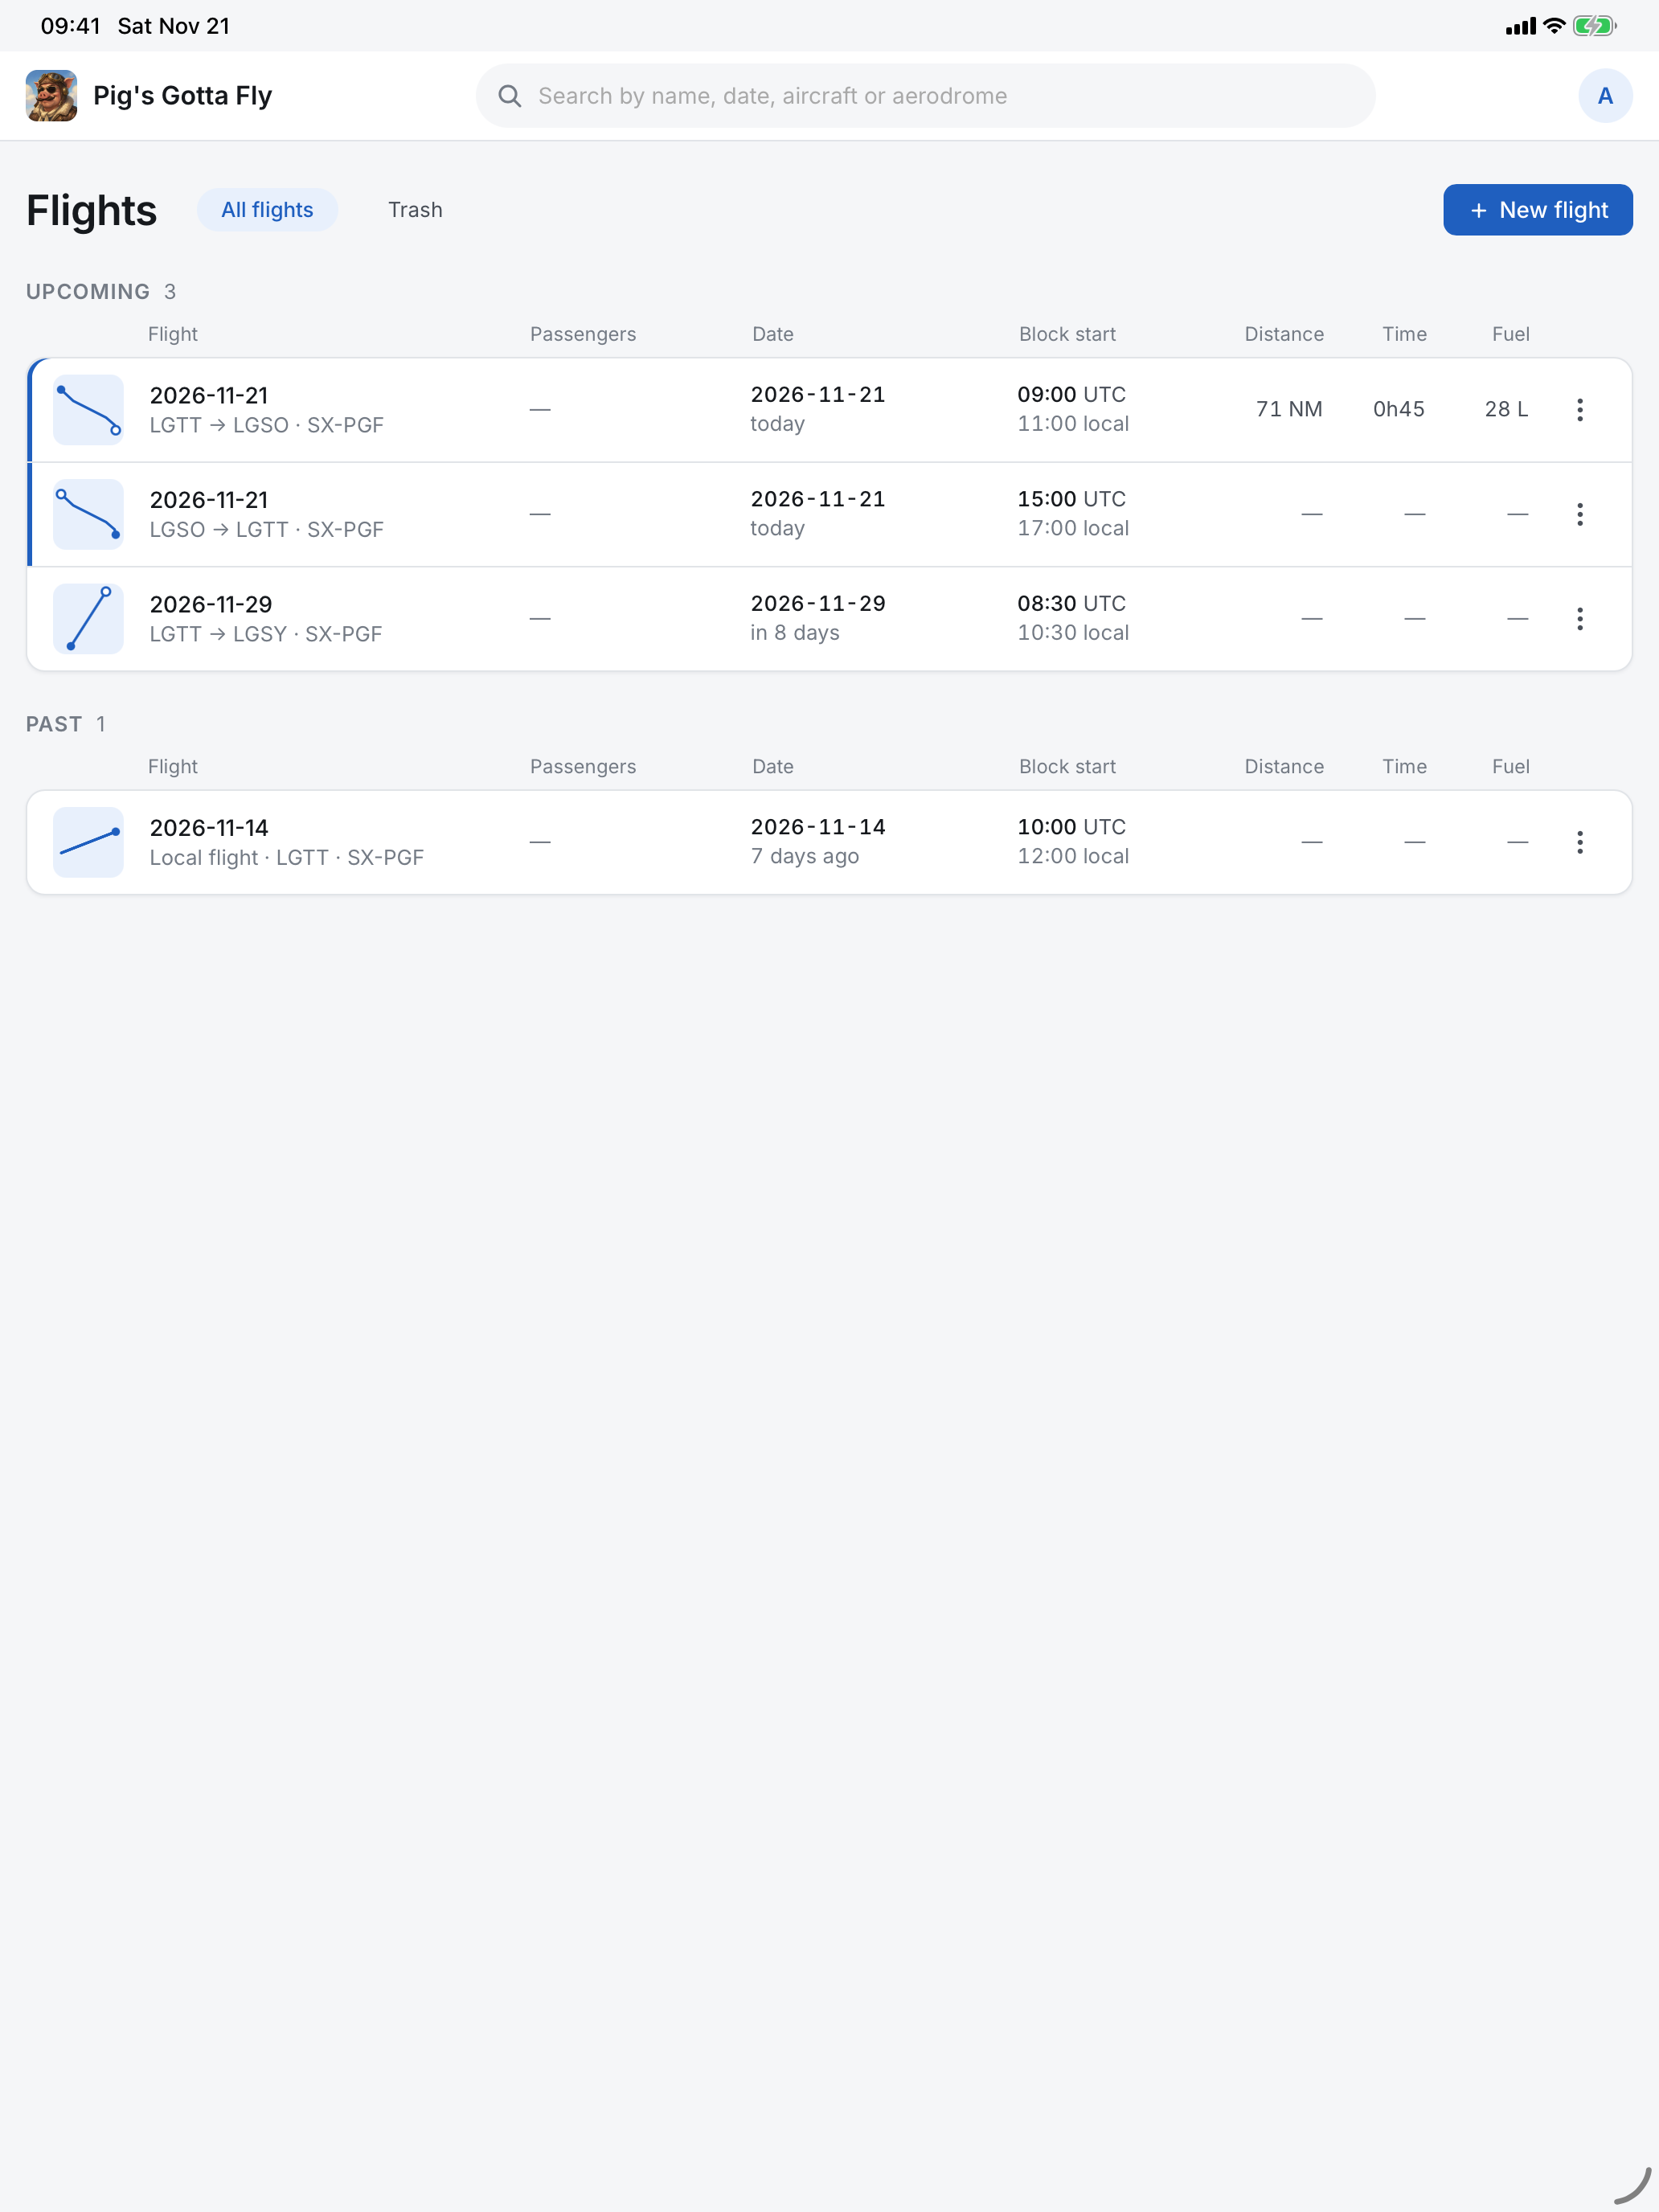 09:41 Sat Nov 21
Pig's Gotta Fly
Search by name, date, aircraft or aerodrome
A
Flights
All flights
Trash
+ New flight
UPCOMING 3
Flight Passengers Date Block start Distance Time Fuel
2026-11-21
LGTT → LGSO · SX-PGF
—
2026-11-21
today
09:00 UTC
11:00 local
71 NM
0h45
28 L
2026-11-21
LGSO → LGTT · SX-PGF
—
2026-11-21
today
15:00 UTC
17:00 local
—
—
—
2026-11-29
LGTT → LGSY · SX-PGF
—
2026-11-29
in 8 days
08:30 UTC
10:30 local
—
—
—
PAST 1
Flight Passengers Date Block start Distance Time Fuel
2026-11-14
Local flight · LGTT · SX-PGF
—
2026-11-14
7 days ago
10:00 UTC
12:00 local
—
—
—